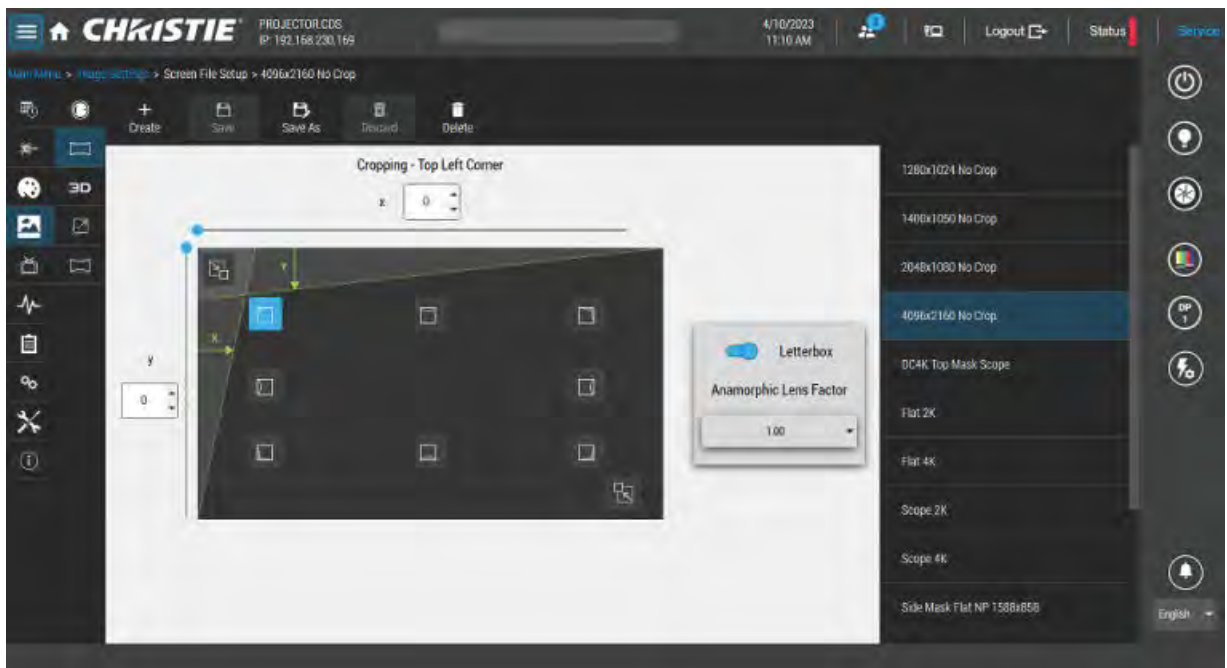 CHRISTIE
PROJECTOR.CDS
IP: 192.168.230.169
4/10/2023
11:10 AM
Logout
Status
Service
Main Menu > Image Settings > Screen File Setup > 4096x2160 No Crop
Create
Save
Save As
Discard
Delete
3D
Cropping - Top Left Corner
x
0
Y
X
y
0
Letterbox
Anamorphic Lens Factor
1.00
1280x1024 No Crop
1400x1050 No Crop
2048x1080 No Crop
4096x2160 No Crop
DC4K Top Mask Scope
Flat 2K
Flat 4K
Scope 2K
Scope 4K
Side Mask Flat NP 1588x858
DP
1
English